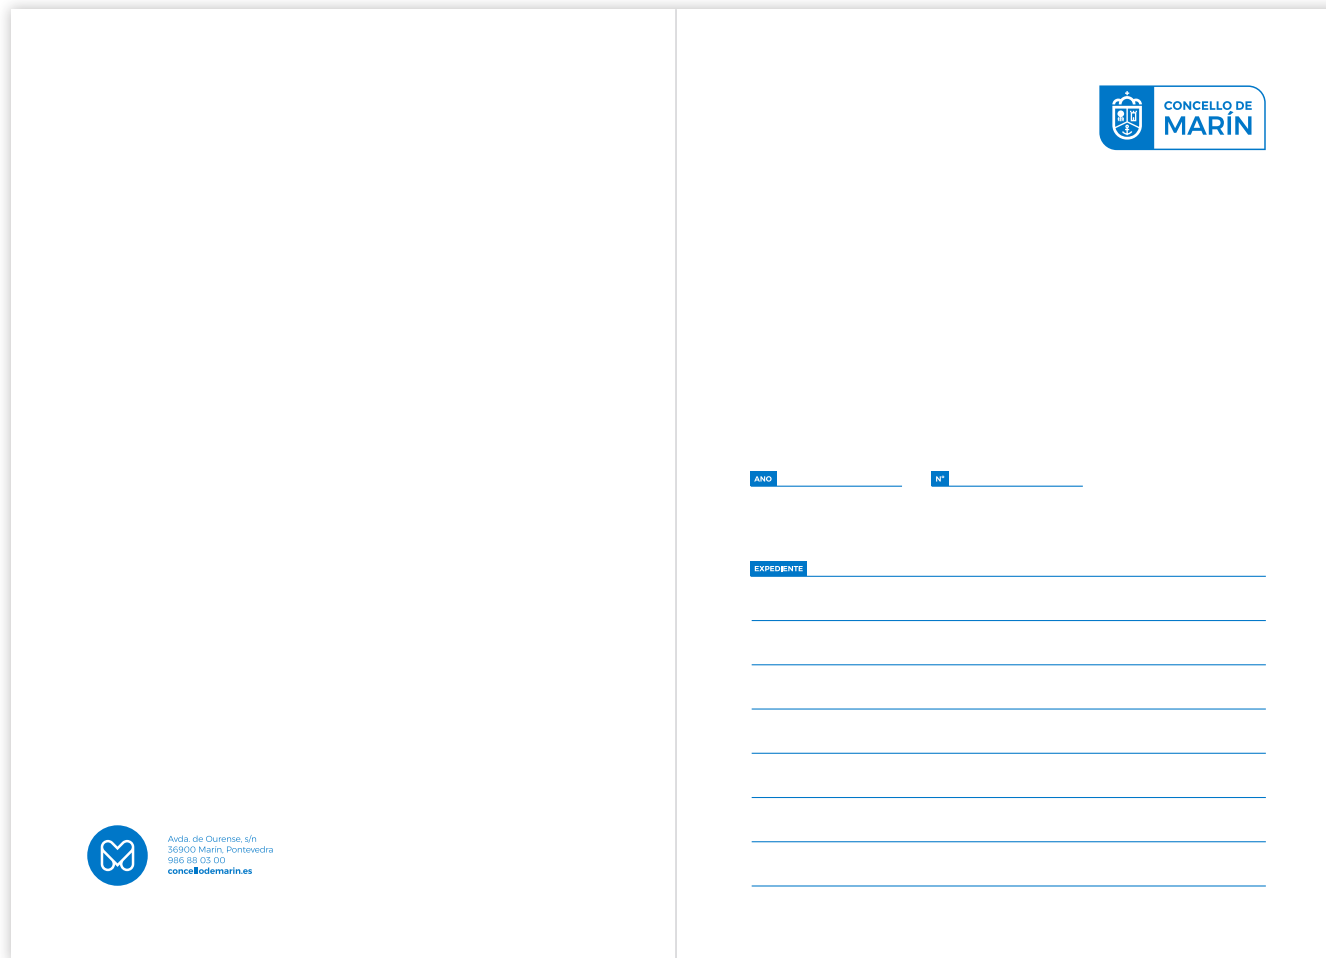 CONCELLO DE
MARÍN
ANO
Nº
EXPEDIENTE
Avda. de Ourense, s/n
36900 Marín, Pontevedra
986 88 03 00
concellodemarin.es